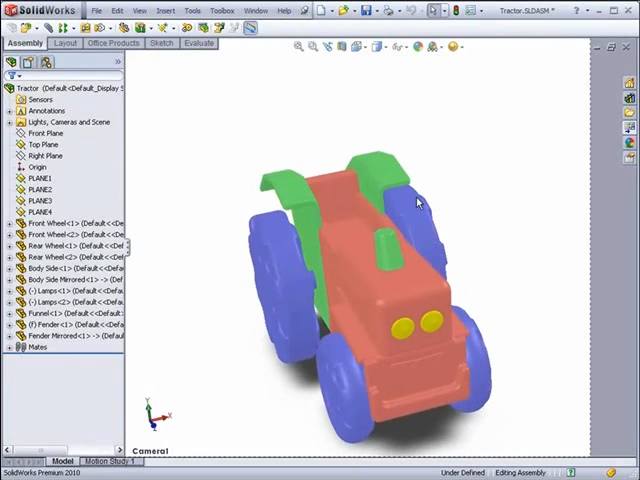 SolidWorks
File Edit View Insert Tools Toolbox Window Help
Tractor.SLDASM *
Assembly Layout Office Products Sketch Evaluate
Tractor (Default<Default_Display S
Sensors
Annotations
Lights, Cameras and Scene
Front Plane
Top Plane
Right Plane
Origin
PLANE1
PLANE2
PLANE3
PLANE4
Front Wheel<1> (Default<<De
Front Wheel<2> (Default<<De
Rear Wheel<1> (Default<<Def
Rear Wheel<2> (Default<<Def
Body Side<1> (Default<<Def
Body Side Mirrored<1> -> (De
(-) Lamps<1> (Default<<Def
(-) Lamps<2> (Default<<Def
Funnel<1> (Default<<Default
(f) Fender<1> (Default<<Def
Fender Mirrored<1> -> (Def
Mates
Y
X
Z
Camera1
Model Motion Study 1
SolidWorks Premium 2010
Under Defined
Editing Assembly